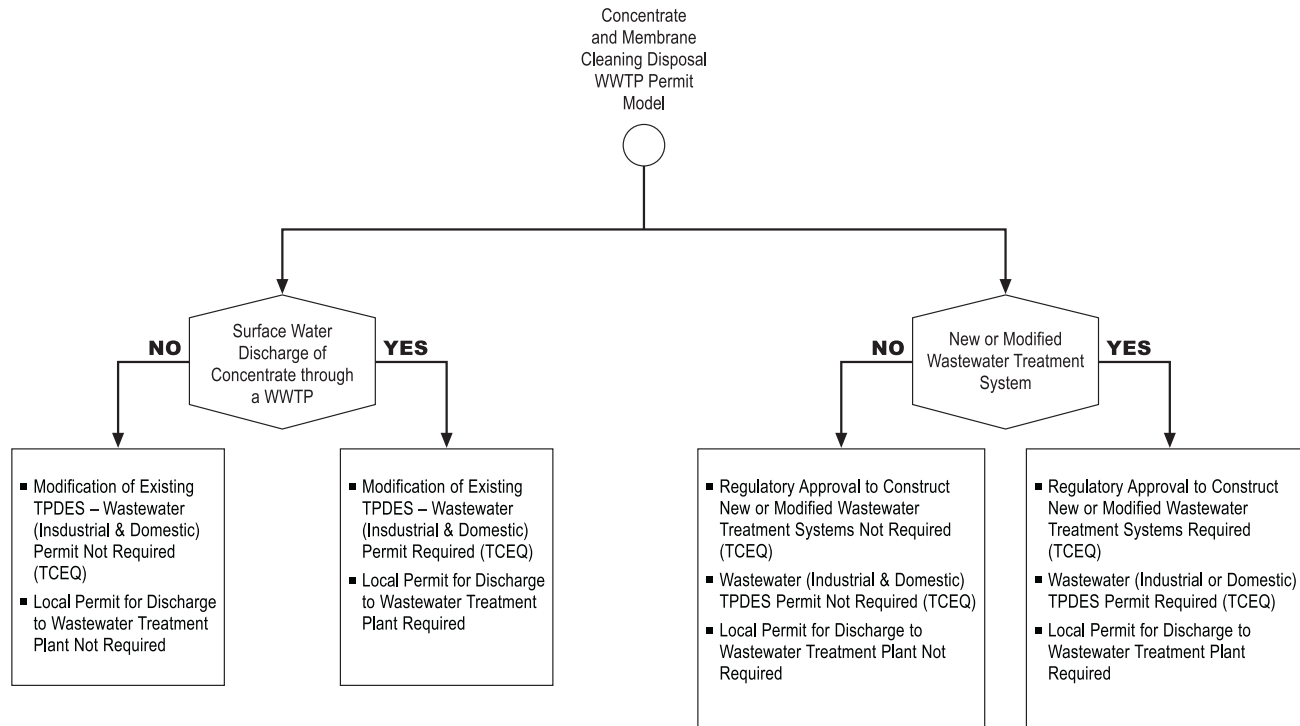 Concentrate
and Membrane
Cleaning Disposal
WWTP Permit
Model
NO
Surface Water
Discharge of
Concentrate through
a WWTP
YES
NO
New or Modified
Wastewater Treatment
System
YES
▪ Modification of Existing
TPDES – Wastewater
(Insdustrial & Domestic)
Permit Not Required
(TCEQ)
▪ Local Permit for Discharge
to Wastewater Treatment
Plant Not Required
▪ Modification of Existing
TPDES – Wastewater
(Insdustrial & Domestic)
Permit Required (TCEQ)
▪ Local Permit for Discharge
to Wastewater Treatment
Plant Required
▪ Regulatory Approval to Construct
New or Modified Wastewater
Treatment Systems Not Required
(TCEQ)
▪ Wastewater (Industrial & Domestic)
TPDES Permit Not Required (TCEQ)
▪ Local Permit for Discharge to
Wastewater Treatment Plant Not
Required
▪ Regulatory Approval to Construct
New or Modified Wastewater
Treatment Systems Required
(TCEQ)
▪ Wastewater (Industrial or Domestic)
TPDES Permit Required (TCEQ)
▪ Local Permit for Discharge to
Wastewater Treatment Plant
Required